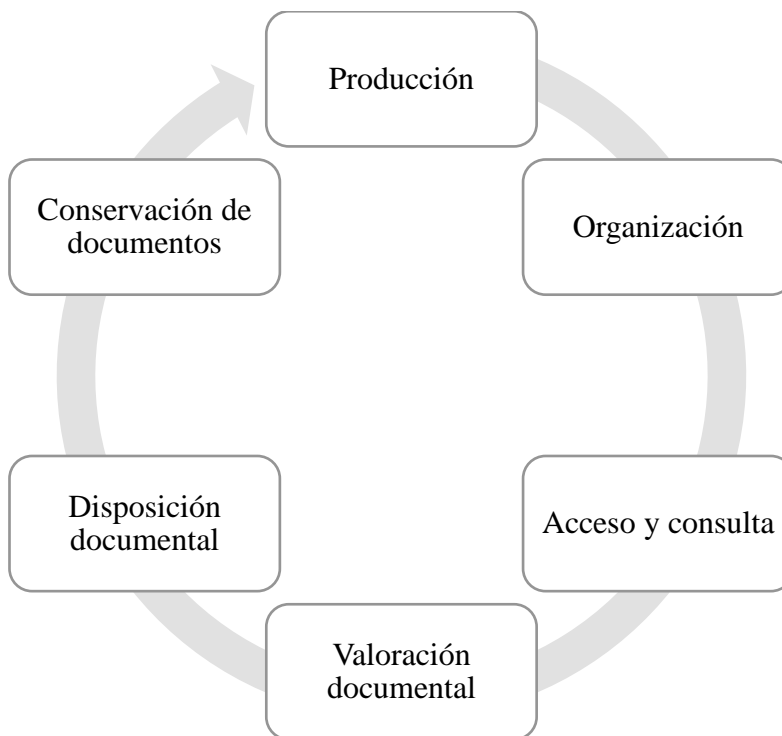 Producción
Organización
Acceso y consulta
Valoración
documental
Disposición
documental
Conservación de
documentos